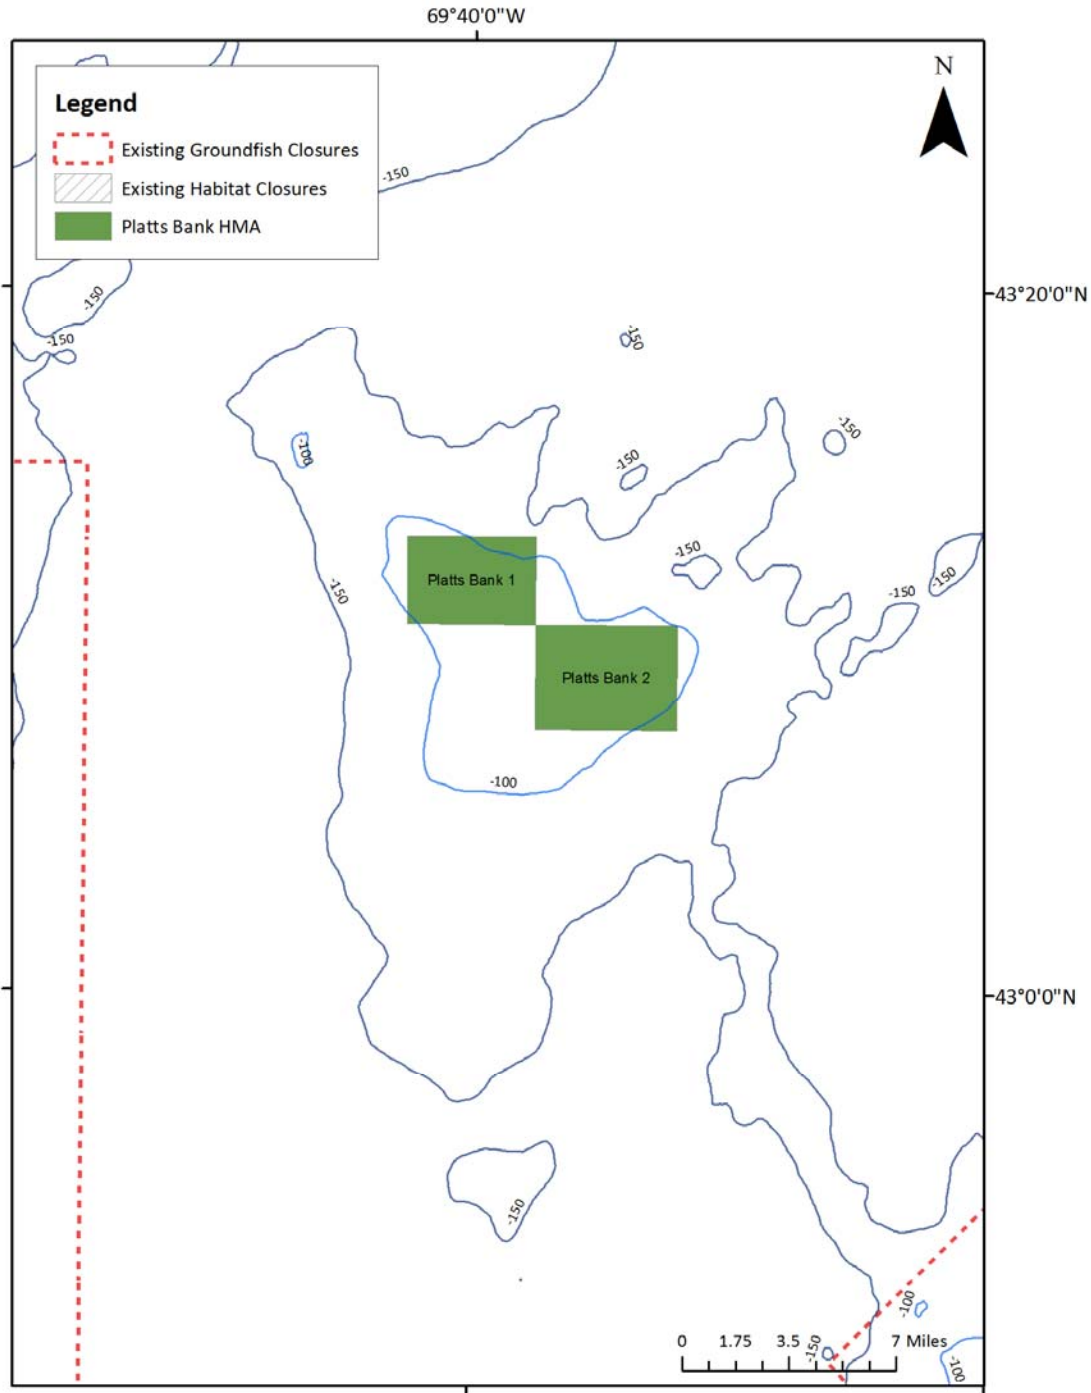 69°40'0"W
N
Legend
Existing Groundfish Closures
Existing Habitat Closures
Platts Bank HMA
-150
43°20'0"N
-150
-150
-150
-150
-100
-150
-150
-150
-150
-150
Platts Bank 1
-150
Platts Bank 2
-100
43°0'0"N
-150
-100
0 1.75 3.5 7 Miles
-150
-100